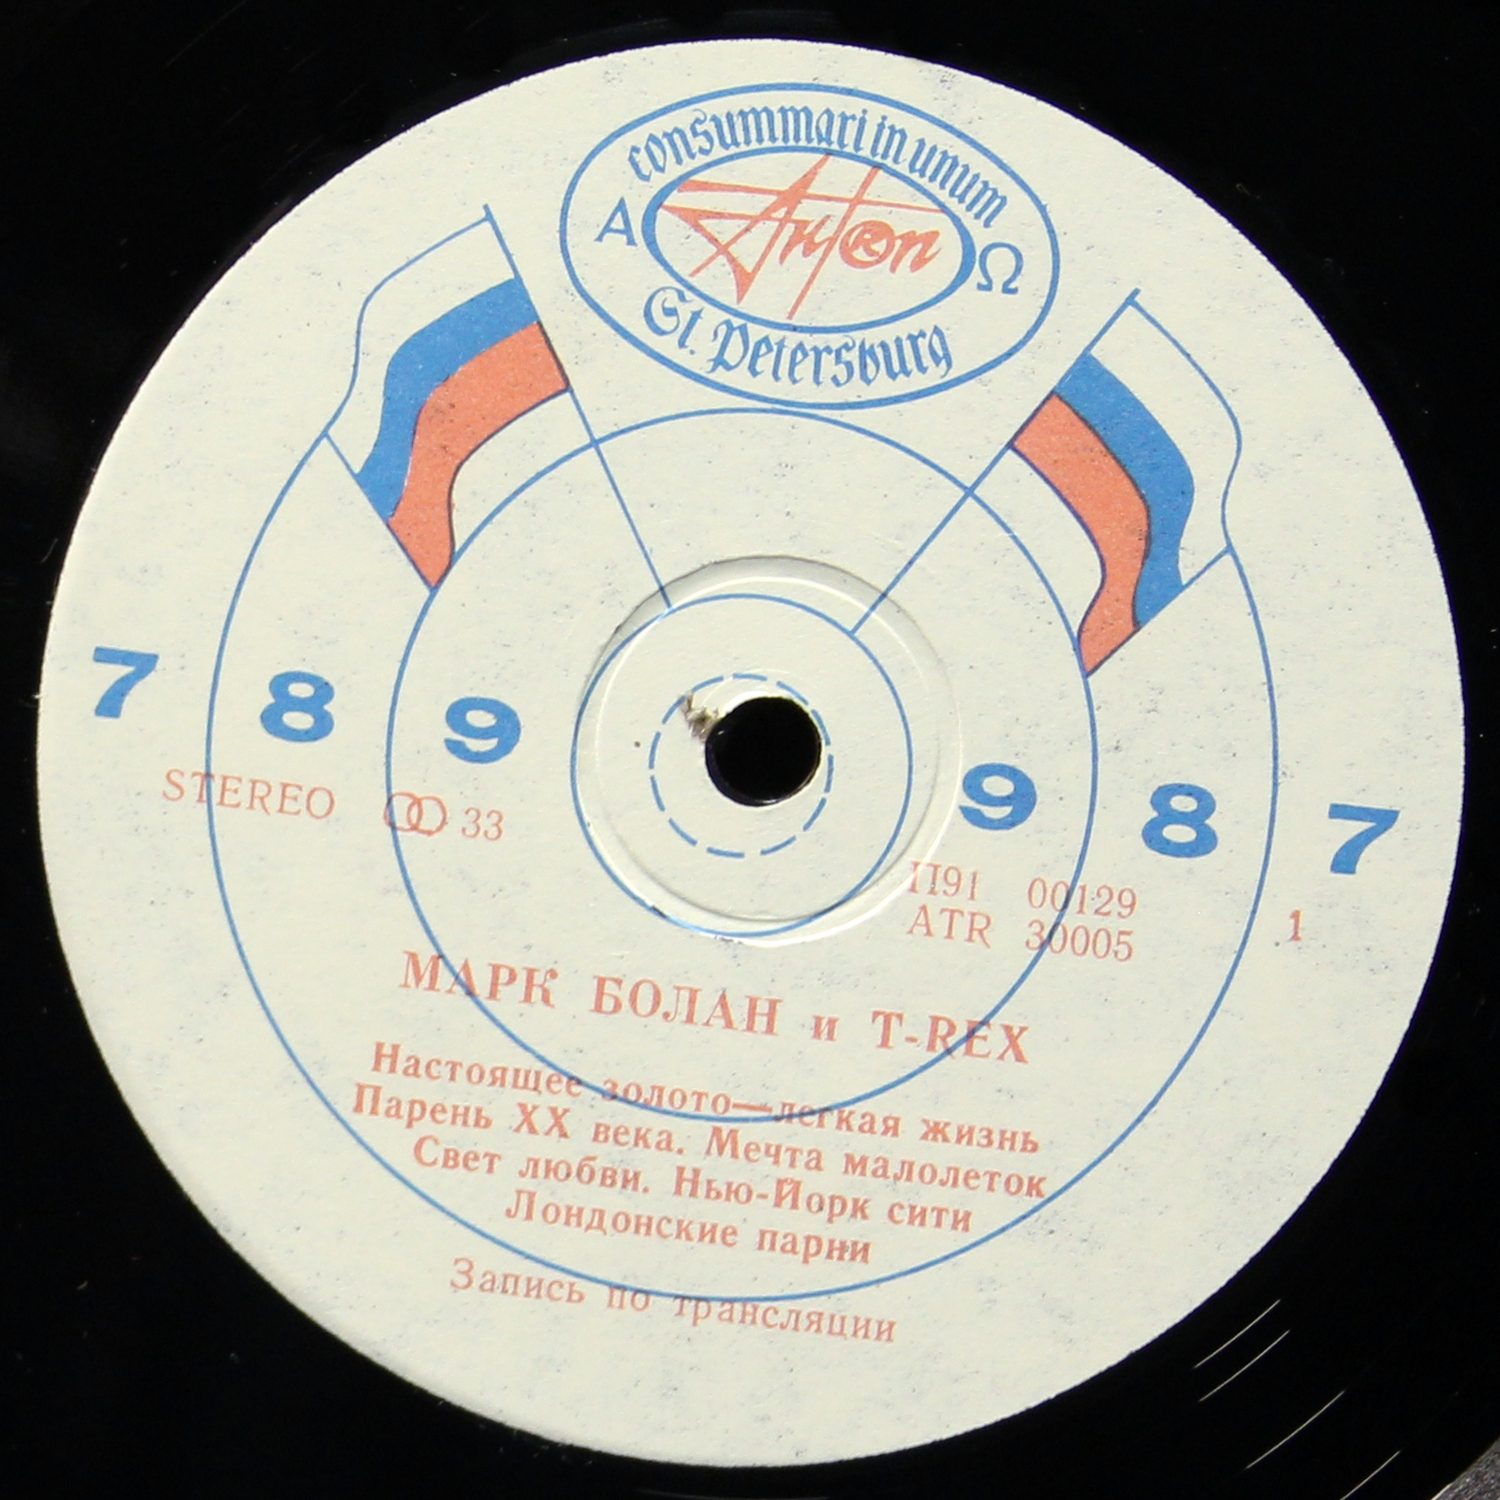 consummari in unum
Α Anton ® Ω
St. Petersburg
7 8 9 9 8 7
STEREO 33
П91 00129
ATR 30005 1
МАРК БОЛАН и T-REX
Настоящее золото—легкая жизнь
Парень XX века. Мечта малолеток
Свет любви. Нью-Йорк сити
Лондонские парни
Запись по трансляции